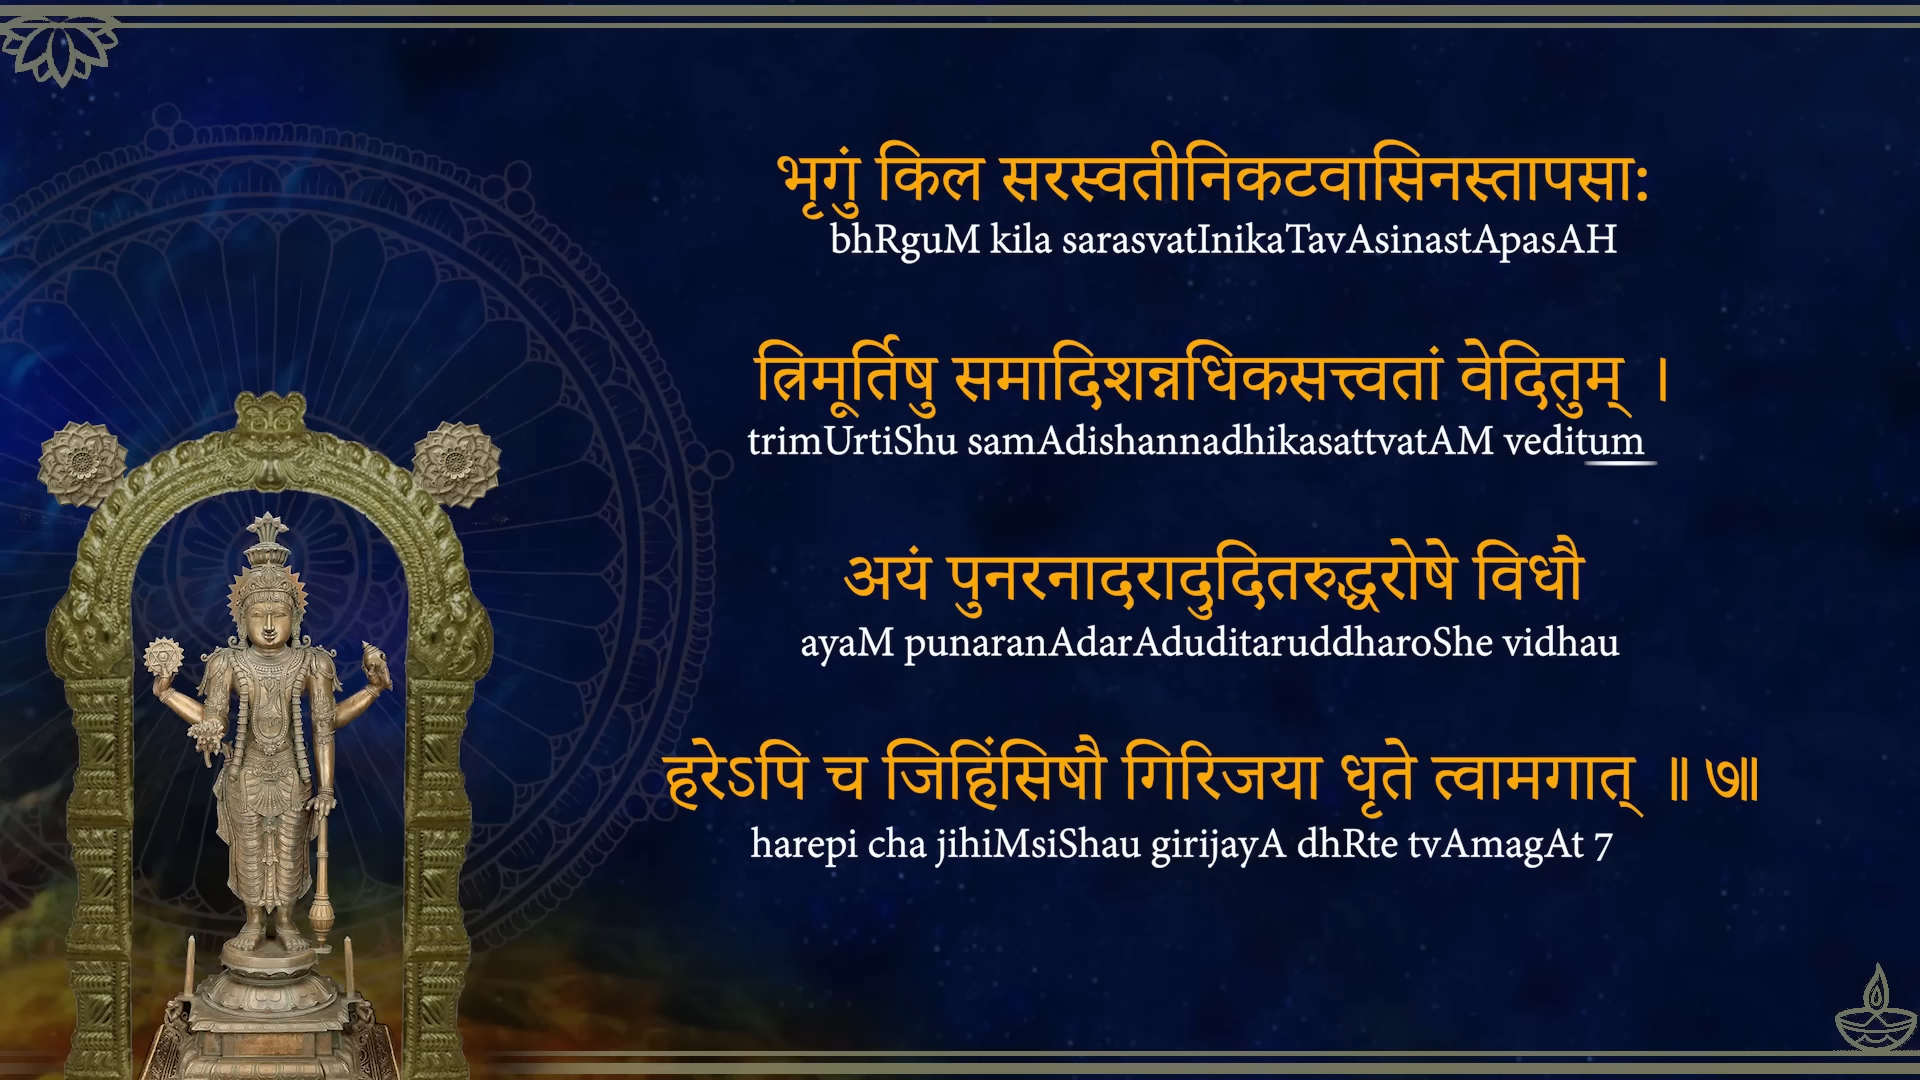 भृगुं किल सरस्वतीनिकटवासिनस्तापसाः
bhRguM kila sarasvatInikaTavAsinastApasAH
त्रिमूर्तिषु समादिशन्नधिकसत्त्वतां वेदितुम् ।
trimUrtiShu samAdishannadhikasattvatAM veditum
अयं पुनरनादरादुदितरुद्धरोषे विधौ
ayaM punaranAdarAduditaruddharoShe vidhau
हरेऽपि च जिहिंसिषौ गिरिजया धृते त्वामगात् ॥ ७॥
harepi cha jihiMsiShau girijayA dhRte tvAmagAt 7